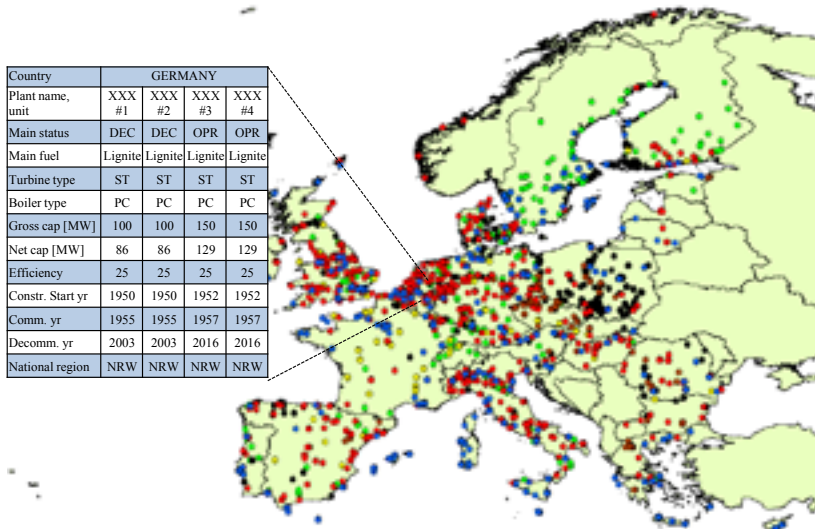 Country GERMANY
Plant name, unit XXX #1 XXX #2 XXX #3 XXX #4
Main status DEC DEC OPR OPR
Main fuel Lignite Lignite Lignite Lignite
Turbine type ST ST ST ST
Boiler type PC PC PC PC
Gross cap [MW] 100 100 150 150
Net cap [MW] 86 86 129 129
Efficiency 25 25 25 25
Constr. Start yr 1950 1950 1952 1952
Comm. yr 1955 1955 1957 1957
Decomm. yr 2003 2003 2016 2016
National region NRW NRW NRW NRW